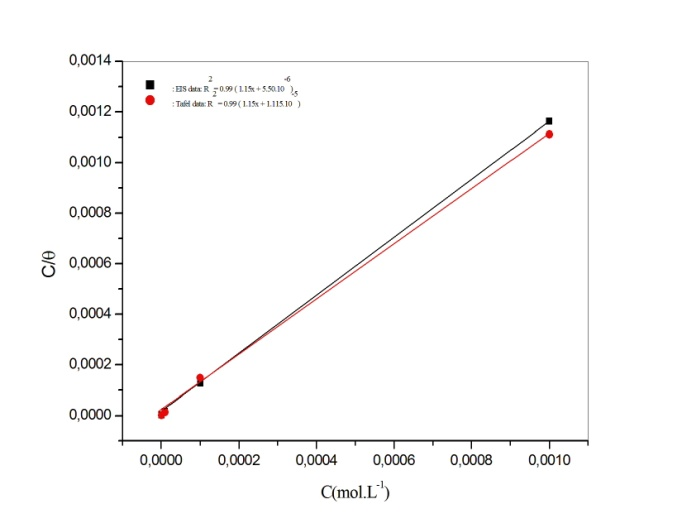 0,0014
0,0012
0,0010
0,0008
0,0006
0,0004
0,0002
0,0000
C/θ
: EIS data: R² = 0.99 ( 1.15x + 5.50.10⁻⁶ )
: Tafel data: R² = 0.99 ( 1.15x + 1.115.10⁻⁵ )
0,0000 0,0002 0,0004 0,0006 0,0008 0,0010
C(mol.L⁻¹)